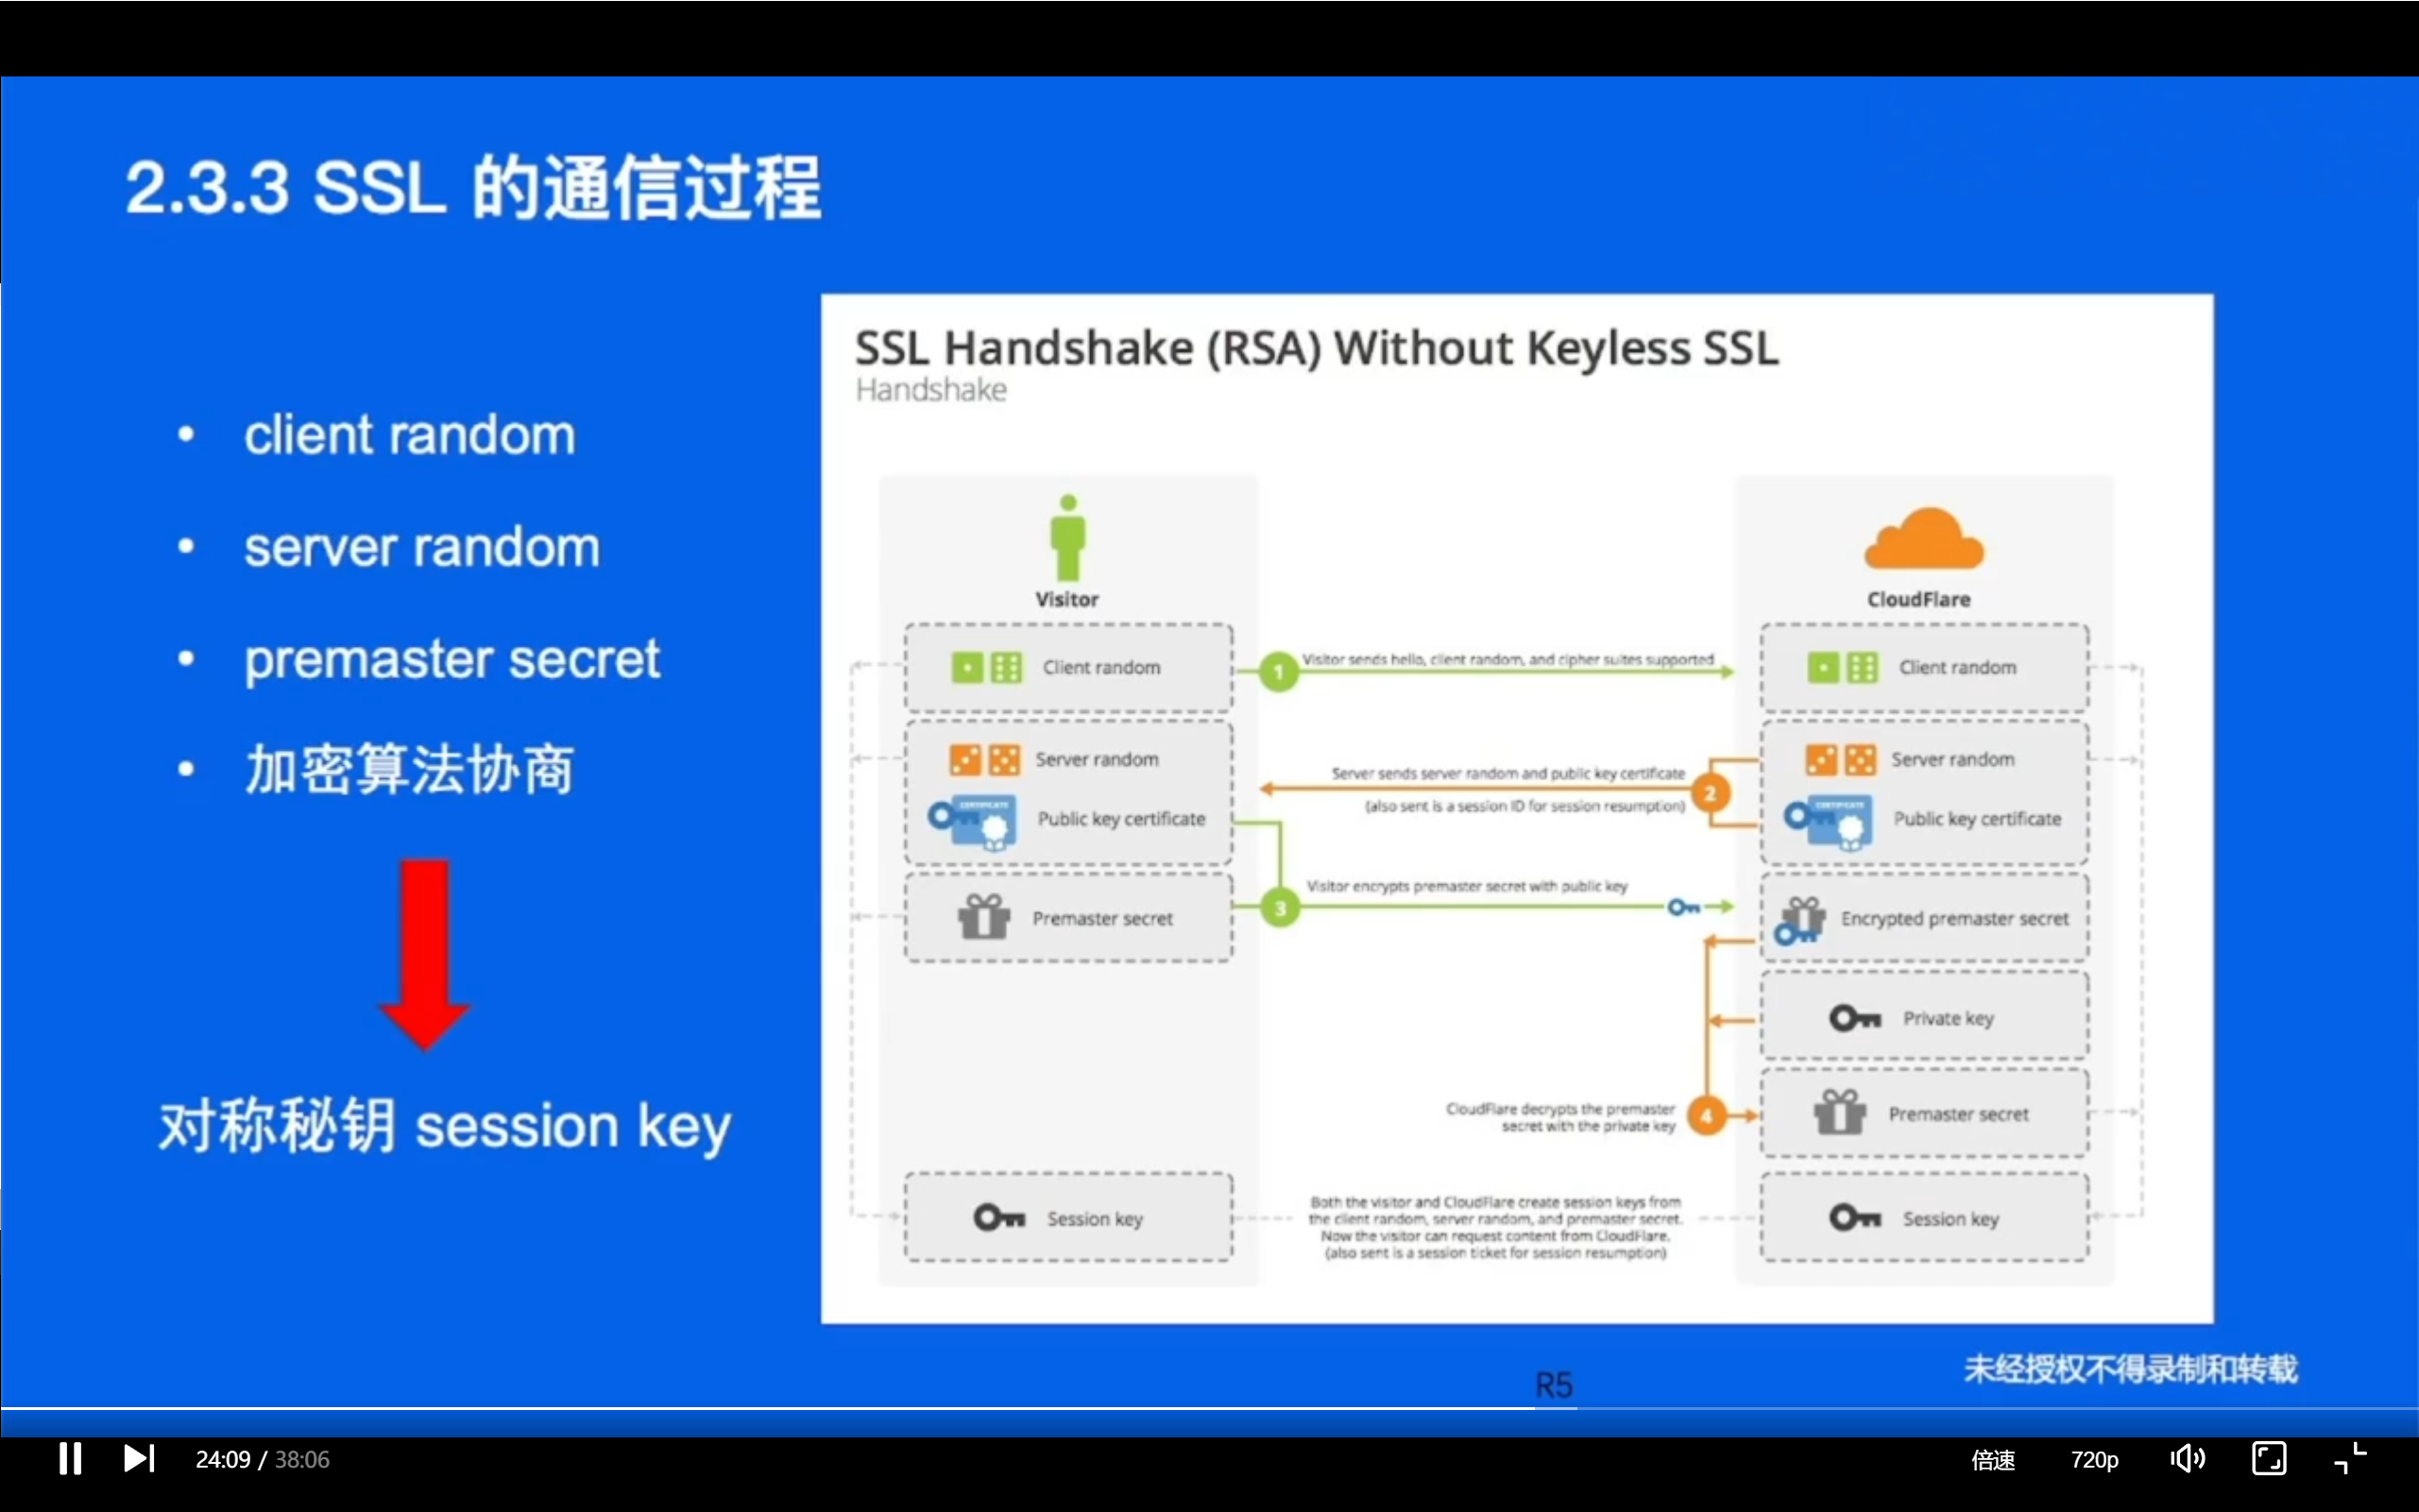 2.3.3 SSL 的通信过程
• client random
• server random
• premaster secret
• 加密算法协商
对称秘钥 session key
SSL Handshake (RSA) Without Keyless SSL
Handshake
Visitor
CloudFlare
Client random
1
Visitor sends hello, client random, and cipher suites supported
Client random
Server random
Public key certificate
Server sends server random and public key certificate
(also sent is a session ID for session resumption)
2
Server random
CERTIFICATE
Public key certificate
Premaster secret
3
Visitor encrypts premaster secret with public key
Encrypted premaster secret
Private key
CloudFlare decrypts the premaster
secret with the private key
4
Premaster secret
Session key
Both the visitor and CloudFlare create session keys from
the client random, server random, and premaster secret.
Now the visitor can request content from CloudFlare.
(also sent is a session ticket for session resumption)
Session key
R5
未经授权不得录制和转载
24:09 / 38:06
倍速
720p